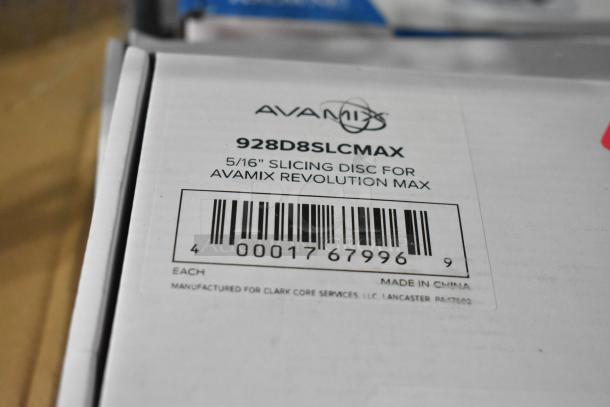 AVAMIX
928D8SLCMAX
5/16" SLICING DISC FOR
AVAMIX REVOLUTION MAX
4 00017 67996 9
EACH
MADE IN CHINA
MANUFACTURED FOR CLARK CORE SERVICES, LLC, LANCASTER, PA 17602